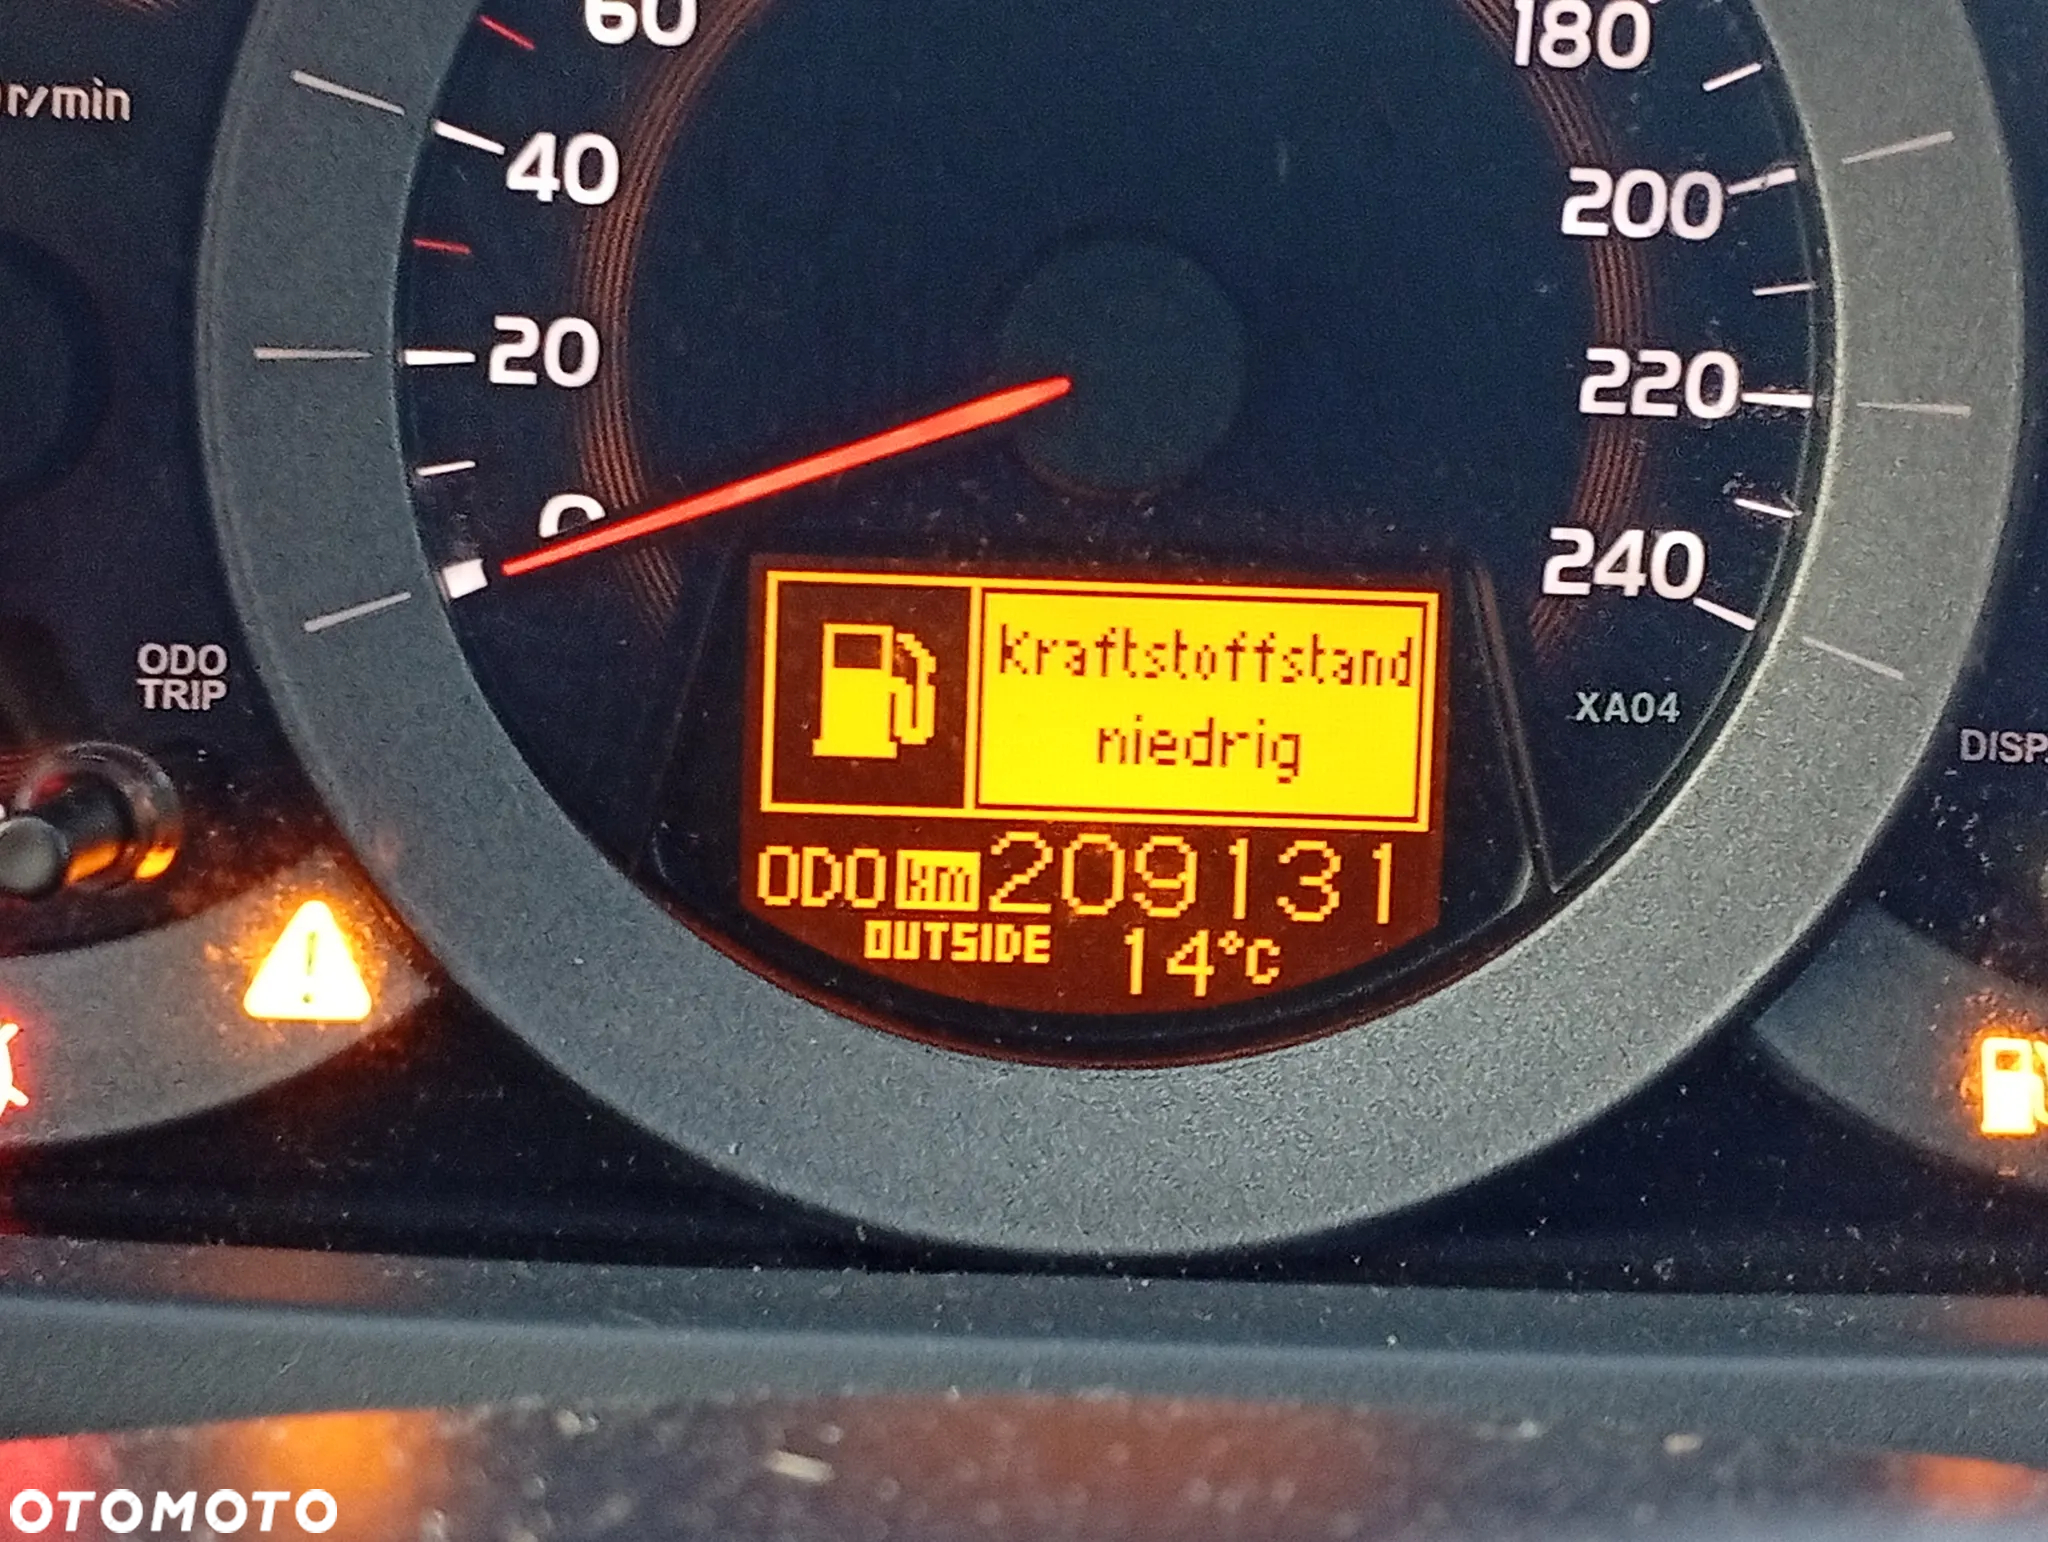 60
180
r/min
40
200
20
220
0
240
Kraftstoffstand
niedrig
ODO
TRIP
XA04
DISP
ODO km 209131
OUTSIDE 14°C
OTOMOTO